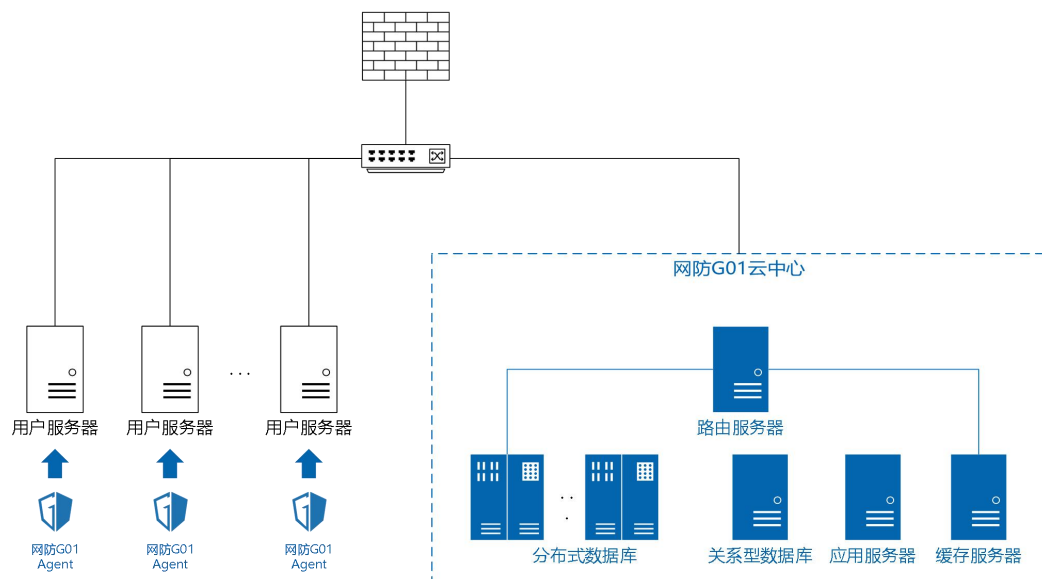 网防G01云中心
路由服务器
用户服务器
用户服务器
...
用户服务器
网防G01
Agent
网防G01
Agent
网防G01
Agent
分布式数据库
关系型数据库
应用服务器
缓存服务器